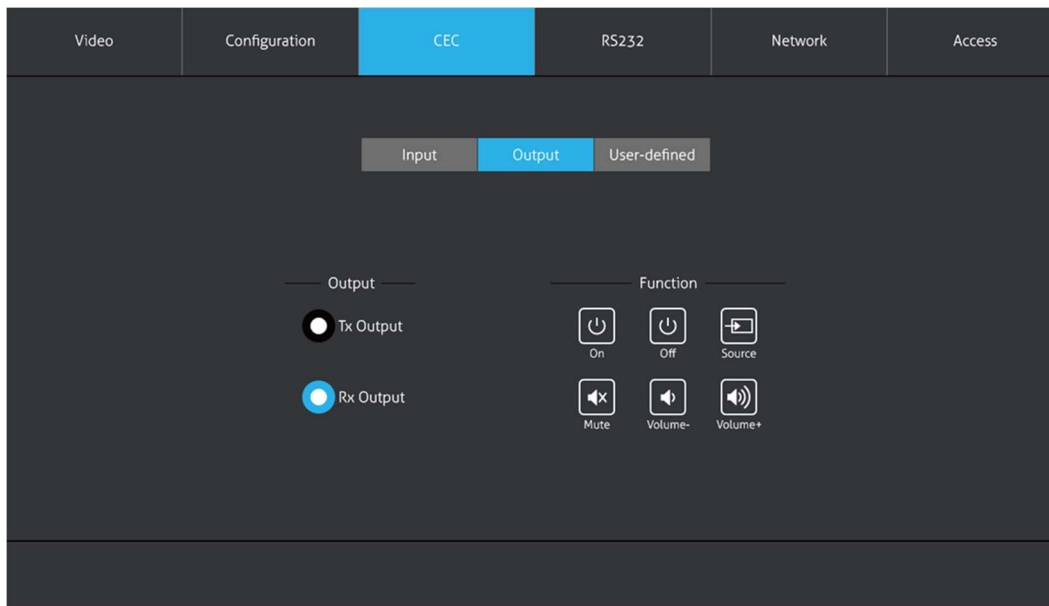 Video Configuration CEC RS232 Network Access
Input Output User-defined
Output
Tx Output
Rx Output
Function
On Off Source
Mute Volume- Volume+